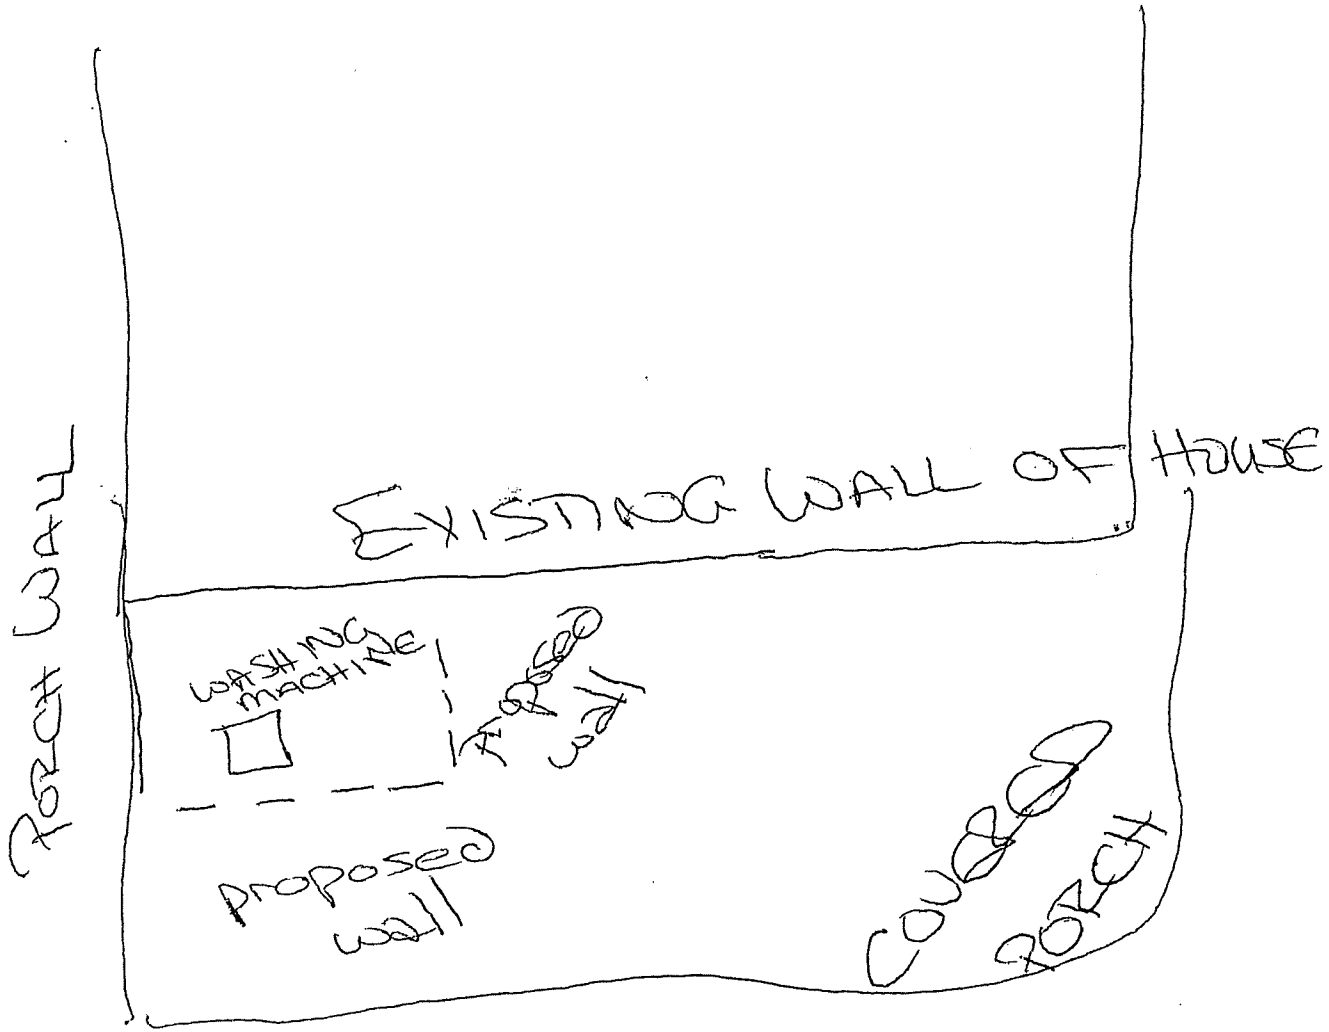 EXISTING WALL OF HOUSE
PORCH WALL
WASHING
MACHINE
PROPOSED
wall
proposed
wall
COVERED
PORCH